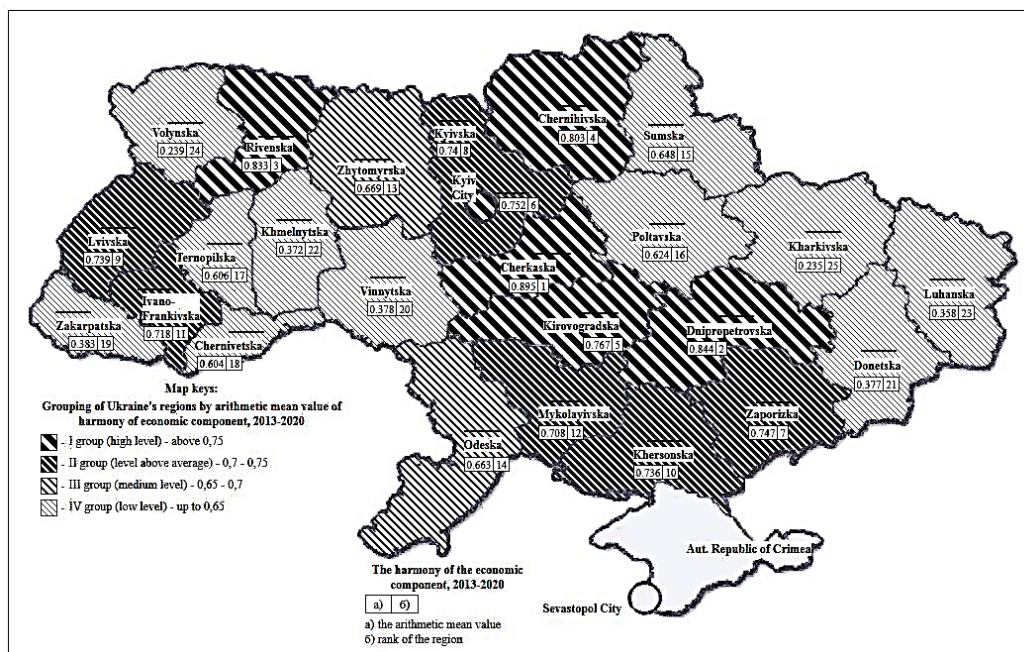 Chernihivska
0.803 4
Volynska
0.239 24
Rivenska
0.833 3
Kyivska
0.74 8
Sumska
0.648 15
Zhytomyrska
0.669 13
Kyiv
City
0.752 6
Lvivska
0.739 9
Ternopilska
0.606 17
Khmelnytska
0.372 22
Poltavska
0.624 16
Kharkivska
0.235 25
Cherkaska
0.895 1
Vinnytska
0.378 20
Luhanska
0.358 23
Ivano-
Frankivska
0.718 11
Zakarpatska
0.383 19
Chernivetska
0.604 18
Kirovogradska
0.767 5
Dnipropetrovska
0.844 2
Donetska
0.377 21
Mykolayivska
0.708 12
Zaporizka
0.747 7
Odeska
0.663 14
Khersonska
0.736 10
Map keys:
Grouping of Ukraine's regions by arithmetic mean value of
harmony of economic component, 2013-2020
- I group (high level) - above 0,75
- II group (level above average) - 0,7 - 0,75
- III group (medium level) - 0,65 - 0,7
- IV group (low level) - up to 0,65
Aut. Republic of Crimea
Sevastopol City
The harmony of the economic
component, 2013-2020
a) б)
a) the arithmetic mean value
б) rank of the region